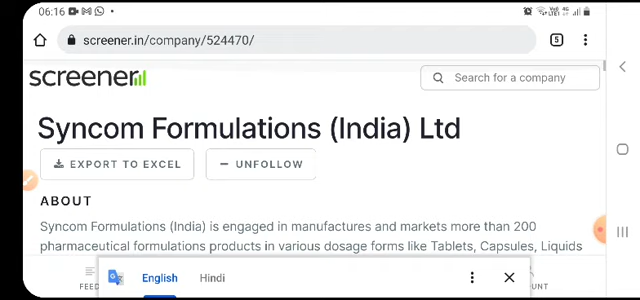 06:16
screener.in/company/524470/
5
screener
Search for a company
Syncom Formulations (India) Ltd
EXPORT TO EXCEL
UNFOLLOW
ABOUT
Syncom Formulations (India) is engaged in manufactures and markets more than 200
pharmaceutical formulations products in various dosage forms like Tablets, Capsules, Liquids
FEED
English
Hindi
UNT